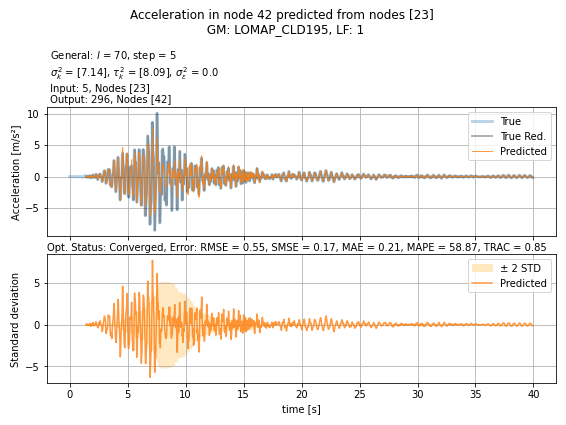 Acceleration in node 42 predicted from nodes [23]
GM: LOMAP_CLD195, LF: 1
General: l = 70, step = 5
σ²ₖ = [7.14], τ²ₖ = [8.09], σ²ε = 0.0
Input: 5, Nodes [23]
Output: 296, Nodes [42]
Acceleration [m/s²]
10
5
0
−5
True
True Red.
Predicted
Opt. Status: Converged, Error: RMSE = 0.55, SMSE = 0.17, MAE = 0.21, MAPE = 58.87, TRAC = 0.85
Standard deviation
5
0
−5
± 2 STD
Predicted
0 5 10 15 20 25 30 35 40
time [s]